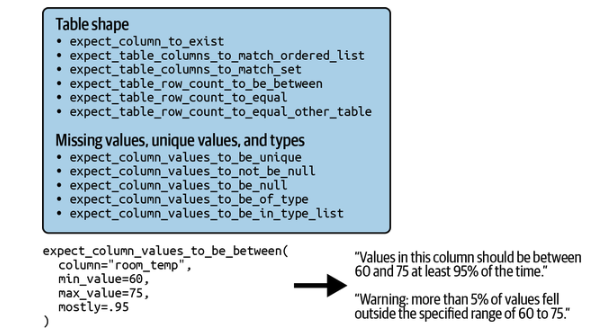 Table shape
• expect_column_to_exist
• expect_table_columns_to_match_ordered_list
• expect_table_columns_to_match_set
• expect_table_row_count_to_be_between
• expect_table_row_count_to_equal
• expect_table_row_count_to_equal_other_table
Missing values, unique values, and types
• expect_column_values_to_be_unique
• expect_column_values_to_not_be_null
• expect_column_values_to_be_null
• expect_column_values_to_be_of_type
• expect_column_values_to_be_in_type_list
expect_column_values_to_be_between(
column="room_temp",
min_value=60,
max_value=75,
mostly=.95
)
“Values in this column should be between
60 and 75 at least 95% of the time.”
“Warning: more than 5% of values fell
outside the specified range of 60 to 75.”